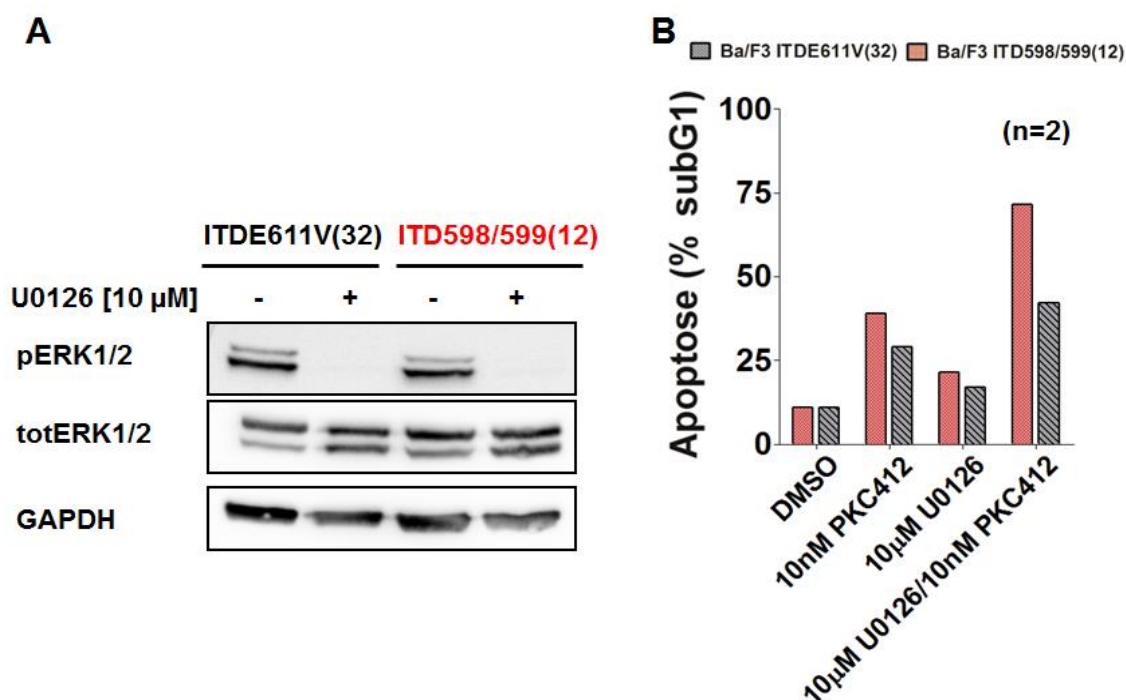 A
ITDE611V(32) ITD598/599(12)
U0126 [10 µM] - + - +
pERK1/2
totERK1/2
GAPDH
B
Ba/F3 ITDE611V(32) Ba/F3 ITD598/599(12)
Apoptose (% subG1)
100
75
50
25
0
(n=2)
DMSO
10nM PKC412
10µM U0126
10µM U0126/10nM PKC412